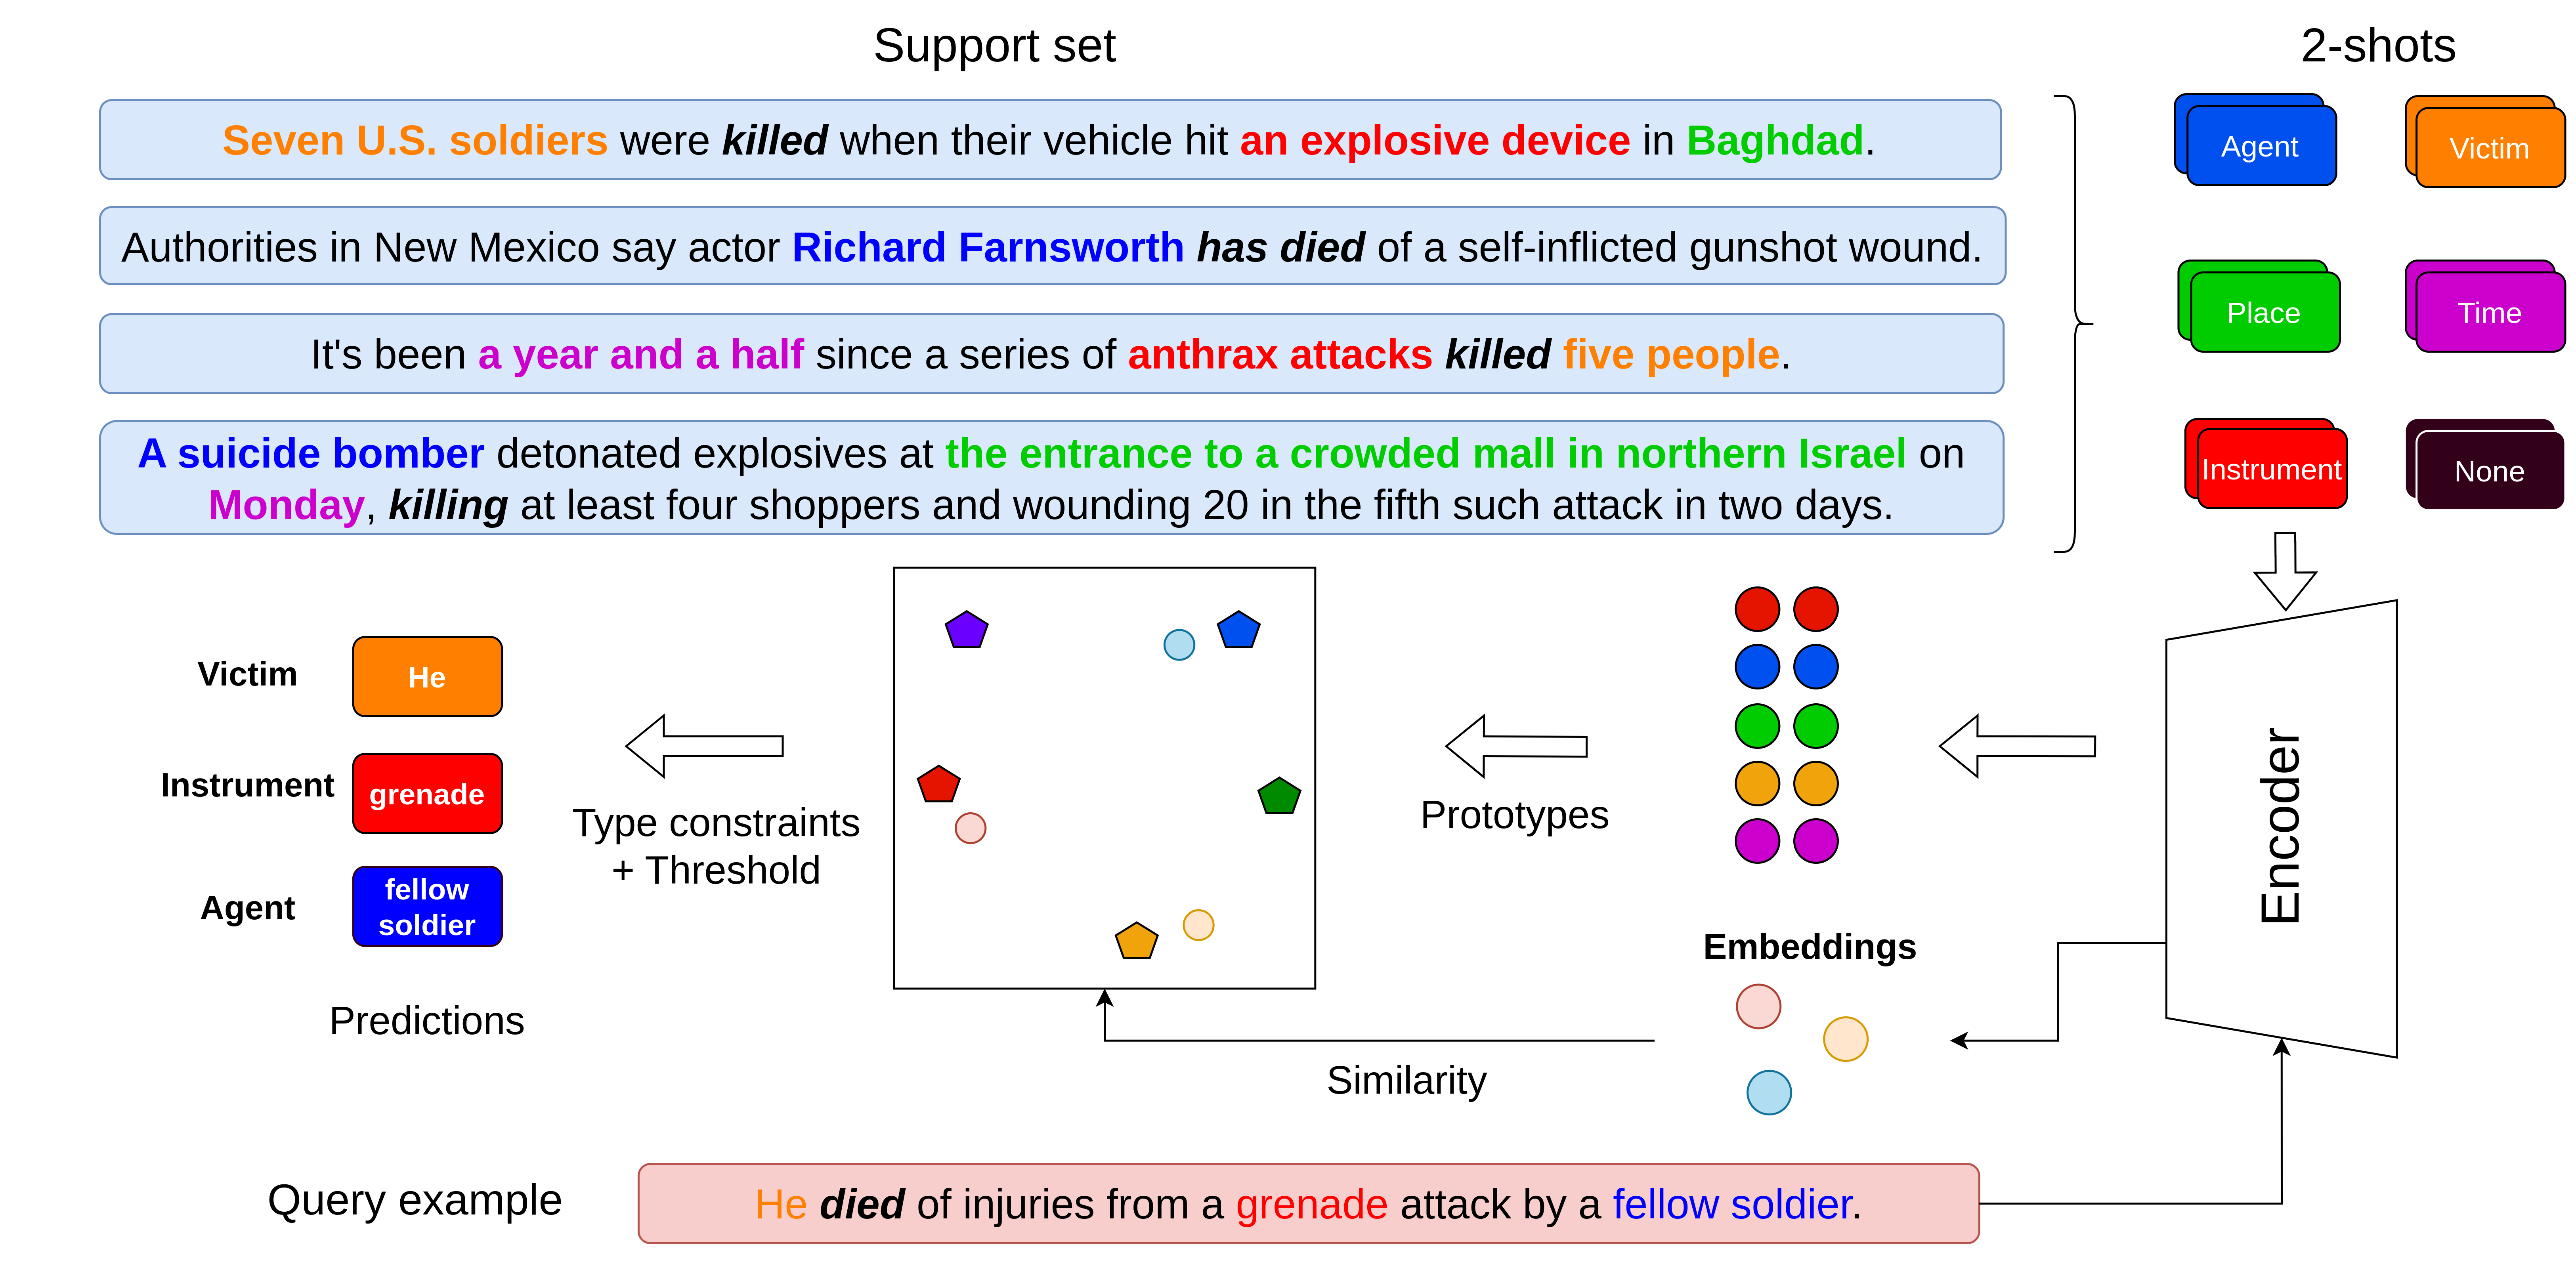 Support set
2-shots
Seven U.S. soldiers were killed when their vehicle hit an explosive device in Baghdad.
Authorities in New Mexico say actor Richard Farnsworth has died of a self-inflicted gunshot wound.
It's been a year and a half since a series of anthrax attacks killed five people.
A suicide bomber detonated explosives at the entrance to a crowded mall in northern Israel on
Monday, killing at least four shoppers and wounding 20 in the fifth such attack in two days.
Agent
Victim
Place
Time
Instrument
None
Encoder
Prototypes
Embeddings
Similarity
Type constraints
+ Threshold
Victim
He
Instrument
grenade
Agent
fellow
soldier
Predictions
Query example
He died of injuries from a grenade attack by a fellow soldier.